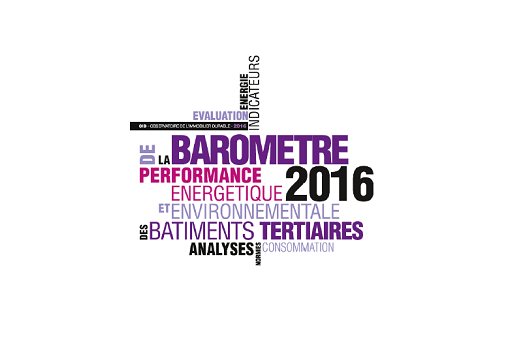 ENERGIE
INDICATEURS
EVALUATION
OID - OBSERVATOIRE DE L'IMMOBILIER DURABLE - 2016
BAROMETRE
DE LA
PERFORMANCE
ENERGETIQUE 2016
ET ENVIRONNEMENTALE
DES BATIMENTS TERTIAIRES
ANALYSES NORMES CONSOMMATION